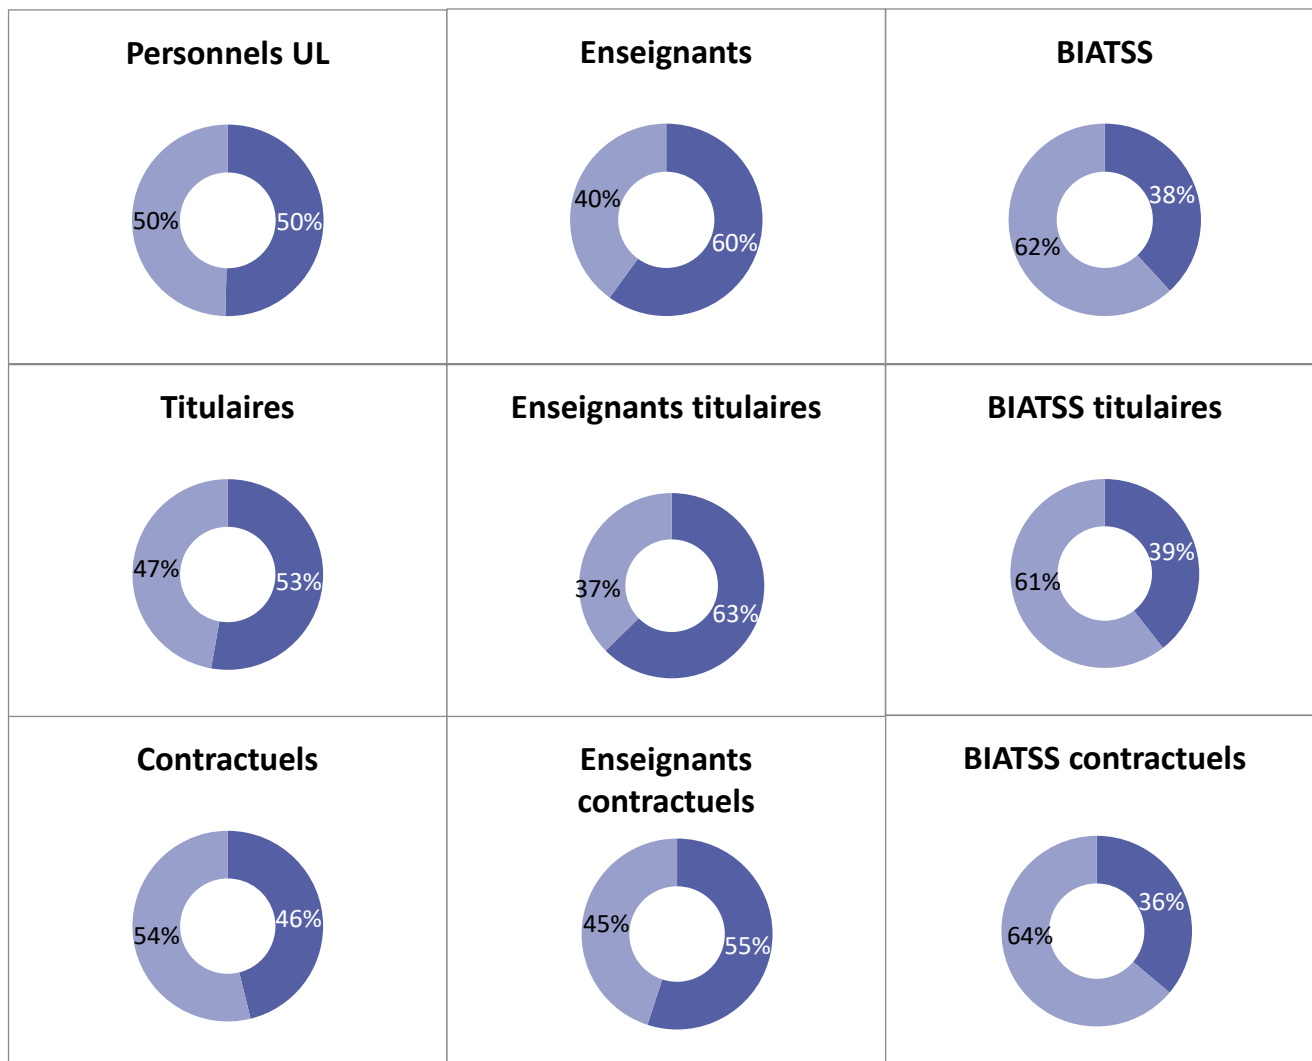 Personnels UL
50%
50%
Enseignants
40%
60%
BIATSS
38%
62%
Titulaires
47%
53%
Enseignants titulaires
37%
63%
BIATSS titulaires
39%
61%
Contractuels
54%
46%
Enseignants
contractuels
45%
55%
BIATSS contractuels
36%
64%